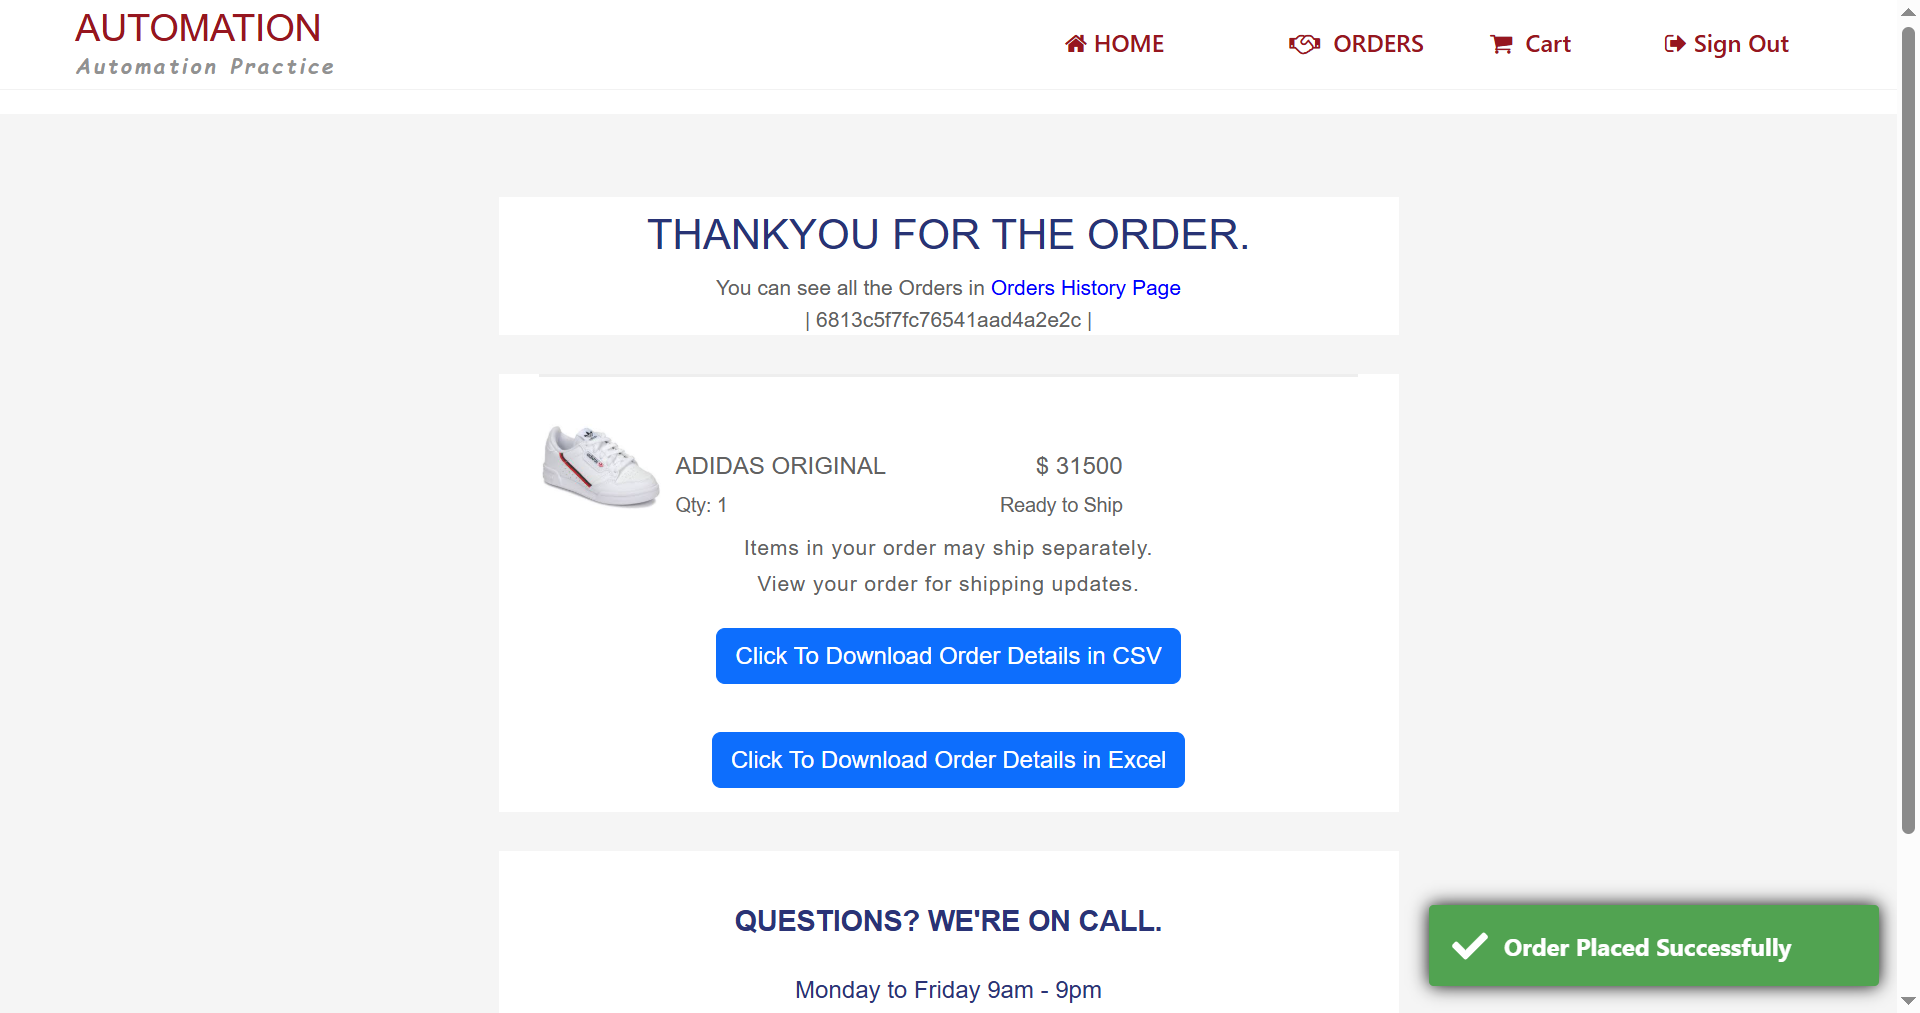 AUTOMATION
Automation Practice
HOME
ORDERS
Cart
Sign Out
THANKYOU FOR THE ORDER.
You can see all the Orders in Orders History Page
| 6813c5f7fc76541aad4a2e2c |
ADIDAS ORIGINAL
$ 31500
Qty: 1
Ready to Ship
Items in your order may ship separately.
View your order for shipping updates.
Click To Download Order Details in CSV
Click To Download Order Details in Excel
QUESTIONS? WE'RE ON CALL.
Order Placed Successfully
Monday to Friday 9am - 9pm